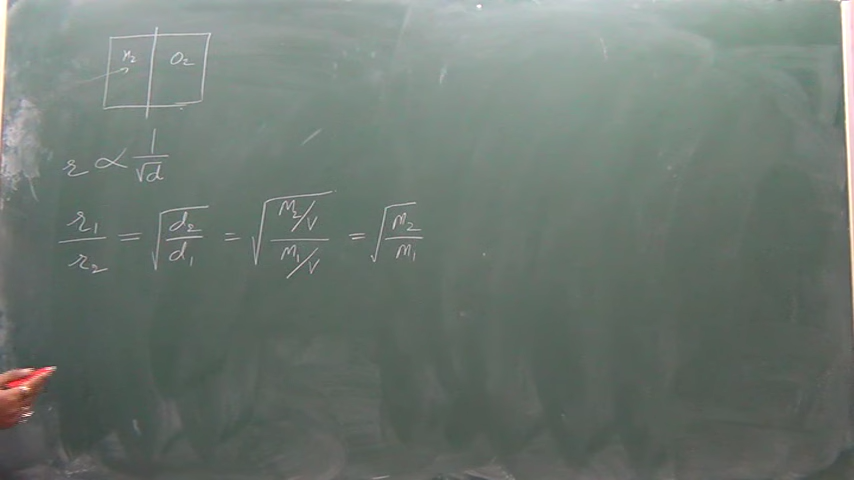 H₂ O₂
r ∝ 1/√d
r₁/r₂ = √(d₂/d₁) = √((M₂/V)/(M₁/V)) = √(M₂/M₁)